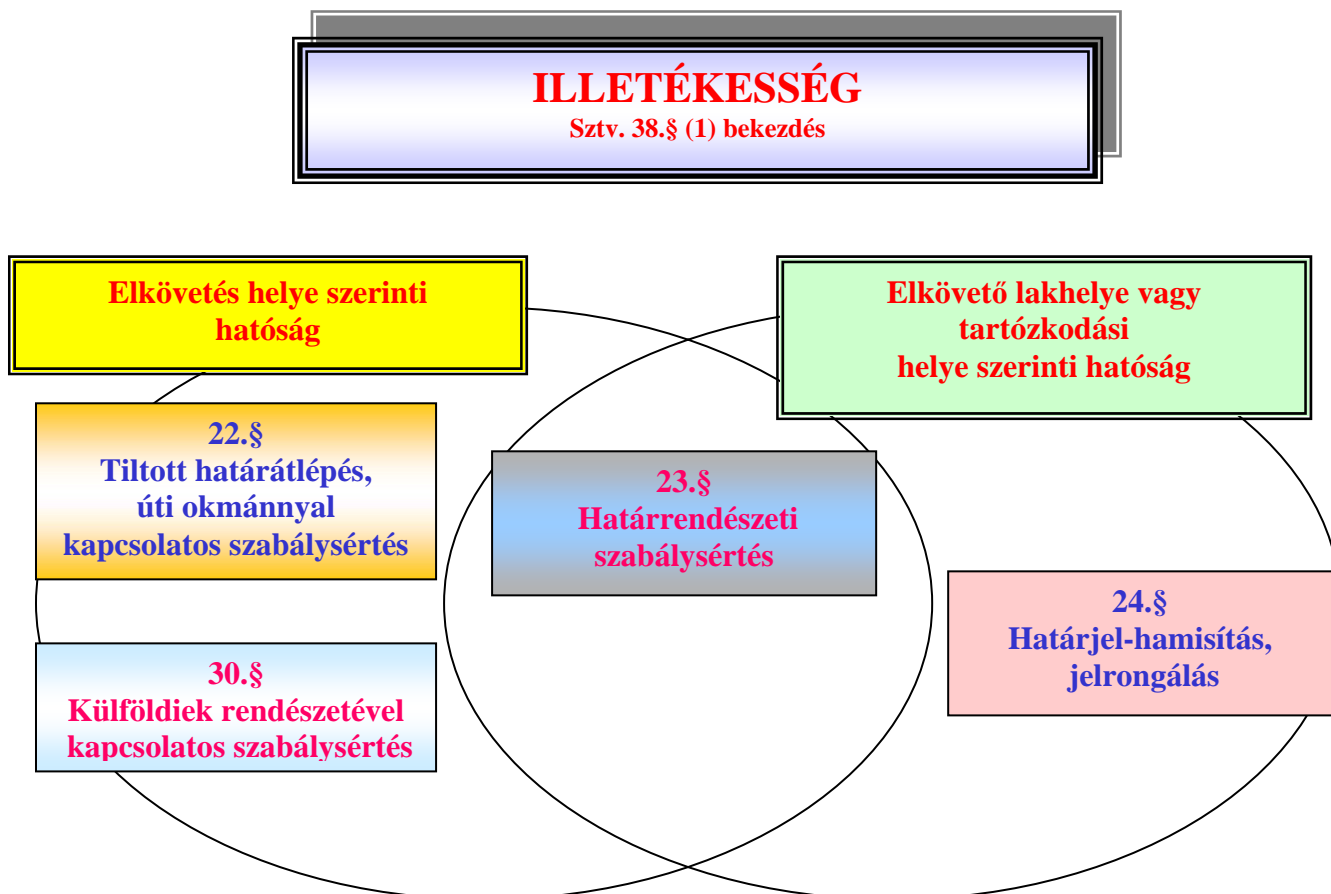 ILLETÉKESSÉG
Sztv. 38.§ (1) bekezdés
Elkövetés helye szerinti
hatóság
Elkövető lakhelye vagy
tartózkodási
helye szerinti hatóság
22.§
Tiltott határátlépés,
úti okmánnyal
kapcsolatos szabálysértés
23.§
Határrendészeti
szabálysértés
24.§
Határjel-hamisítás,
jelrongálás
30.§
Külföldiek rendészetével
kapcsolatos szabálysértés